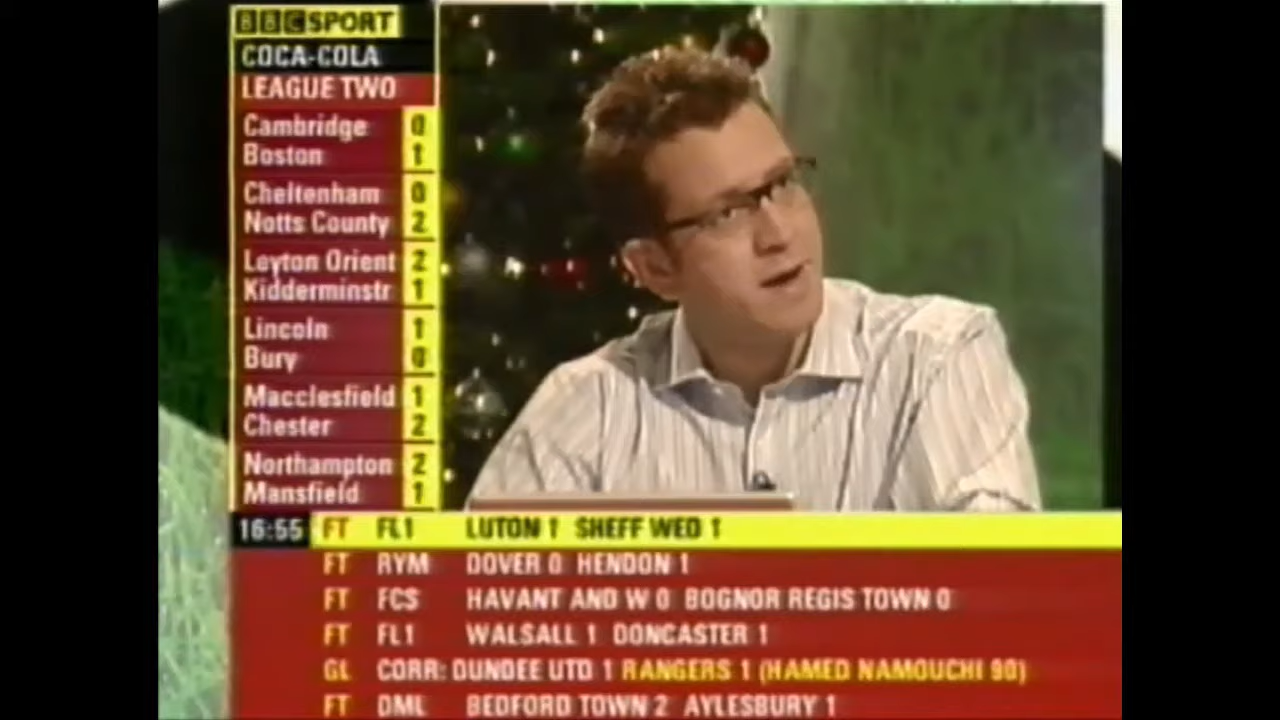 BBC SPORT
COCA-COLA
LEAGUE TWO
Cambridge 0
Boston 1
Cheltenham 0
Notts County 2
Leyton Orient 2
Kidderminstr 1
Lincoln 1
Bury 0
Macclesfield 1
Chester 2
Northampton 2
Mansfield 1
16:55 FT FL1 LUTON 1 SHEFF WED 1
FT RYM DOVER 0 HENDON 1
FT FCS HAVANT AND W 0 BOGNOR REGIS TOWN 0
FT FL1 WALSALL 1 DONCASTER 1
GL CORR: DUNDEE UTD 1 RANGERS 1 (HAMED NAMOUCHI 90)
FT DML BEDFORD TOWN 2 AYLESBURY 1